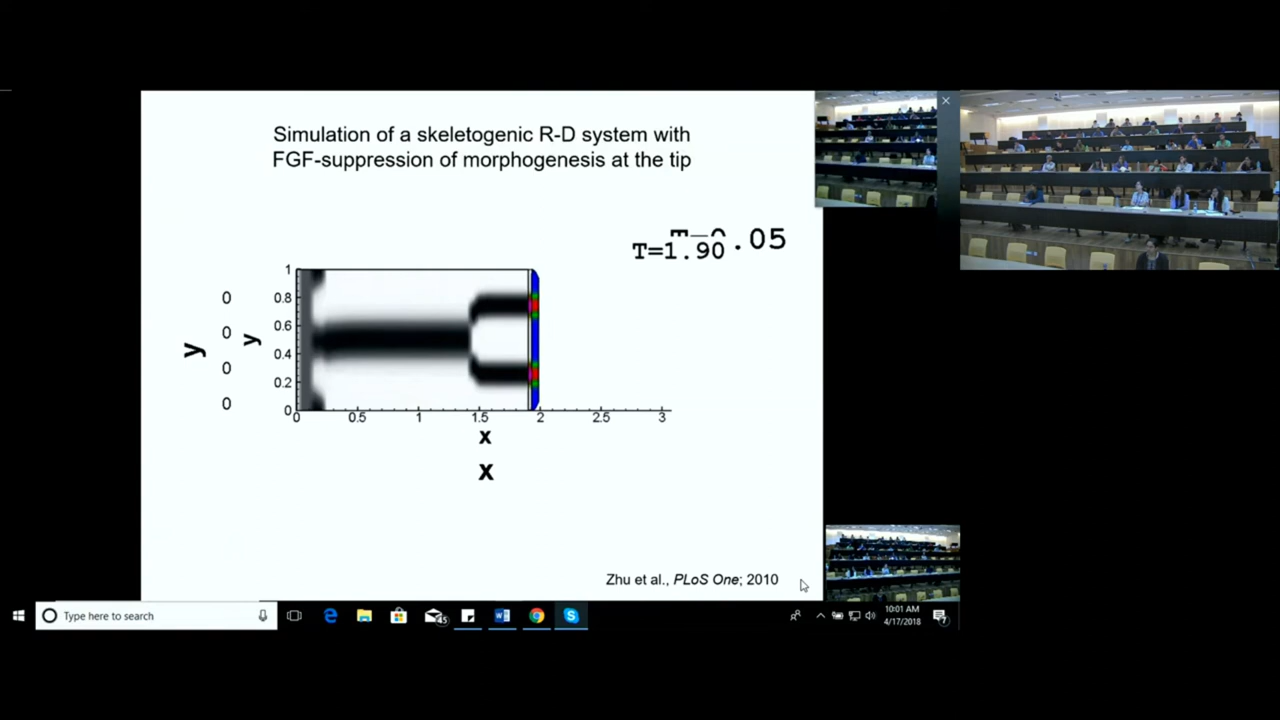 Simulation of a skeletogenic R-D system with
FGF-suppression of morphogenesis at the tip
T=1.90 .05
1
0.8
0.6
0.4
0.2
0
0
0
0
0
y
y
0 0.5 1 1.5 2 2.5 3
x
x
Zhu et al., PLoS One; 2010
Type here to search
45
10:01 AM
4/17/2018